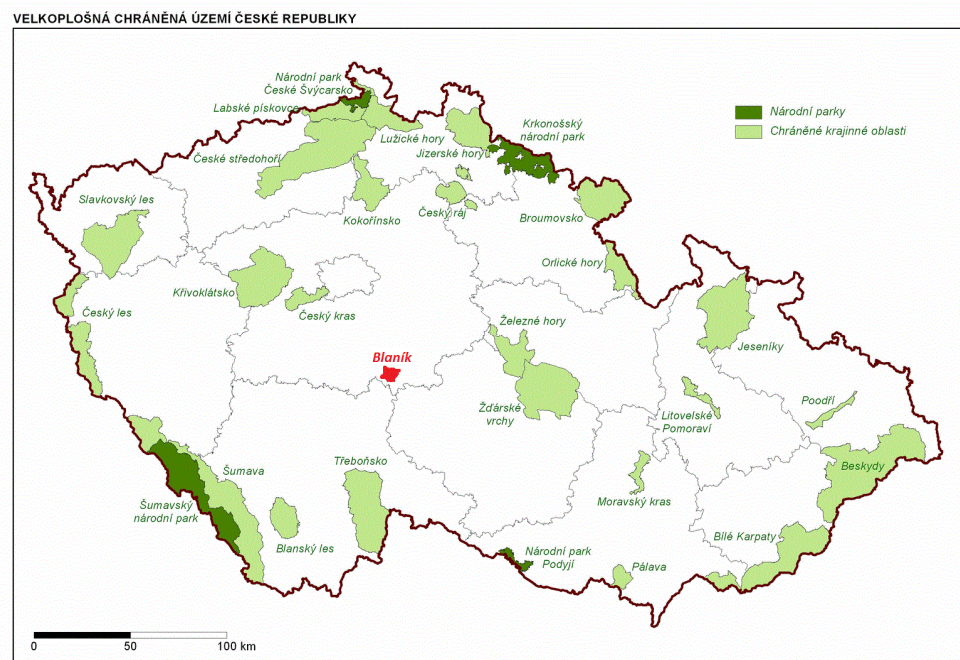 VELKOPLOŠNÁ CHRÁNĚNÁ ÚZEMÍ ČESKÉ REPUBLIKY
Národní park
České Švýcarsko
Labské pískovce
Krkonošský
národní park
Národní parky
Chráněné krajinné oblasti
Lužické hory
Jizerské hory
České středohoří
Slavkovský les
Kokořínsko
Český ráj
Broumovsko
Orlické hory
Křivoklátsko
Český les
Český kras
Železné hory
Jeseníky
Blaník
Žďárské
vrchy
Litovelské
Pomoraví
Poodří
Třeboňsko
Šumava
Beskydy
Šumavský
národní park
Moravský kras
Blanský les
Bílé Karpaty
Národní park
Podyjí
Pálava
0 50 100 km